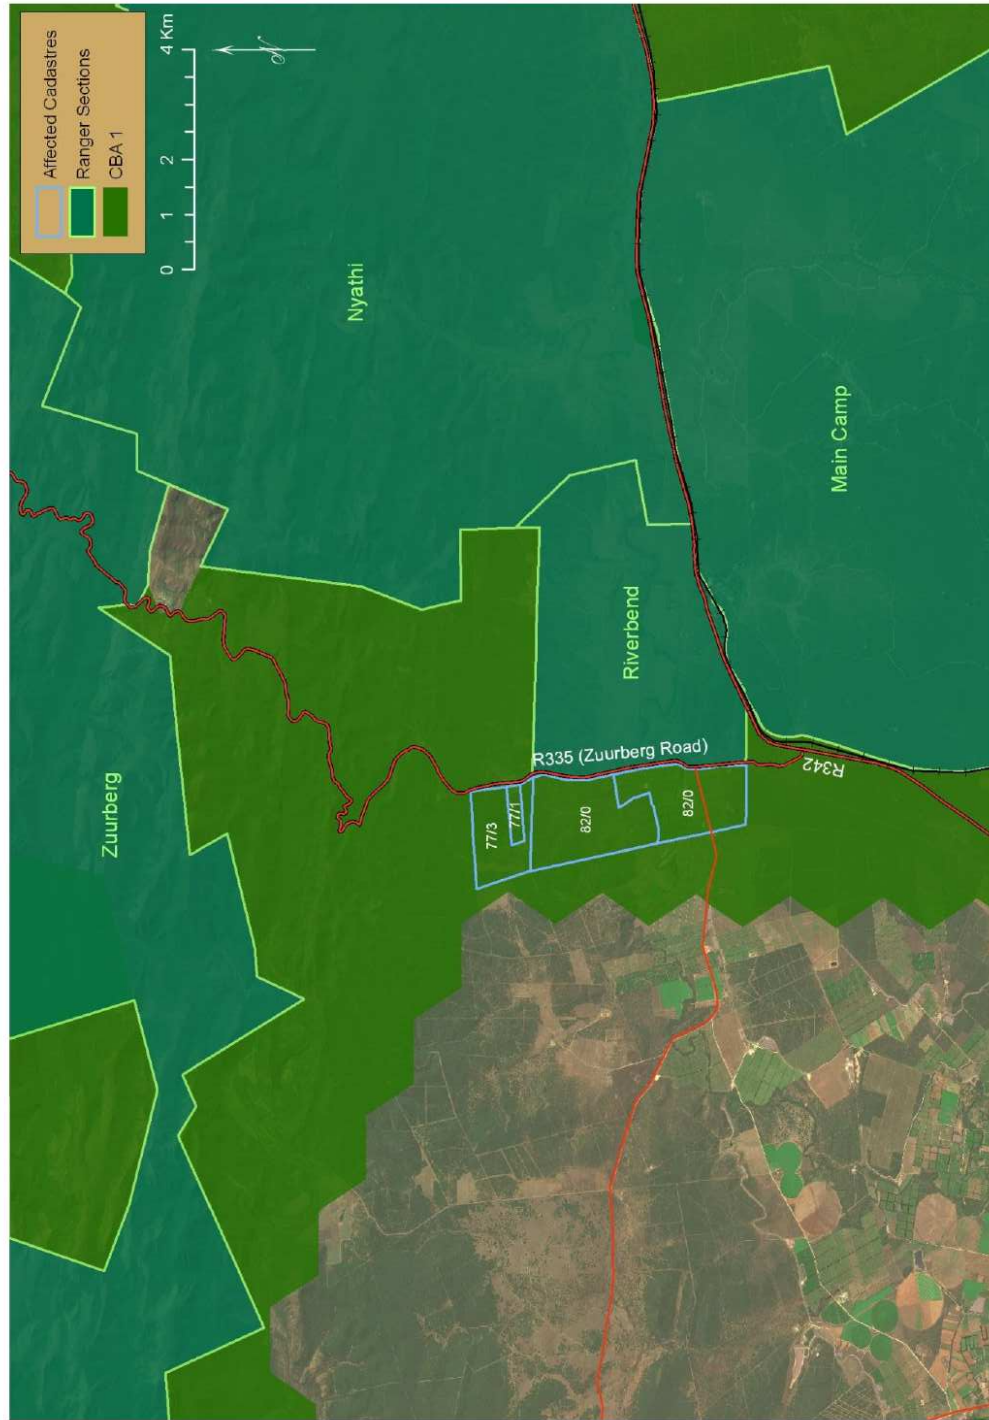 Affected Cadastres
Ranger Sections
CBA 1
0 1 2 4 Km
N
Zuurberg
Nyathi
Riverbend
Main Camp
R335 (Zuurberg Road)
R342
77/3
77/1
82/0
82/0